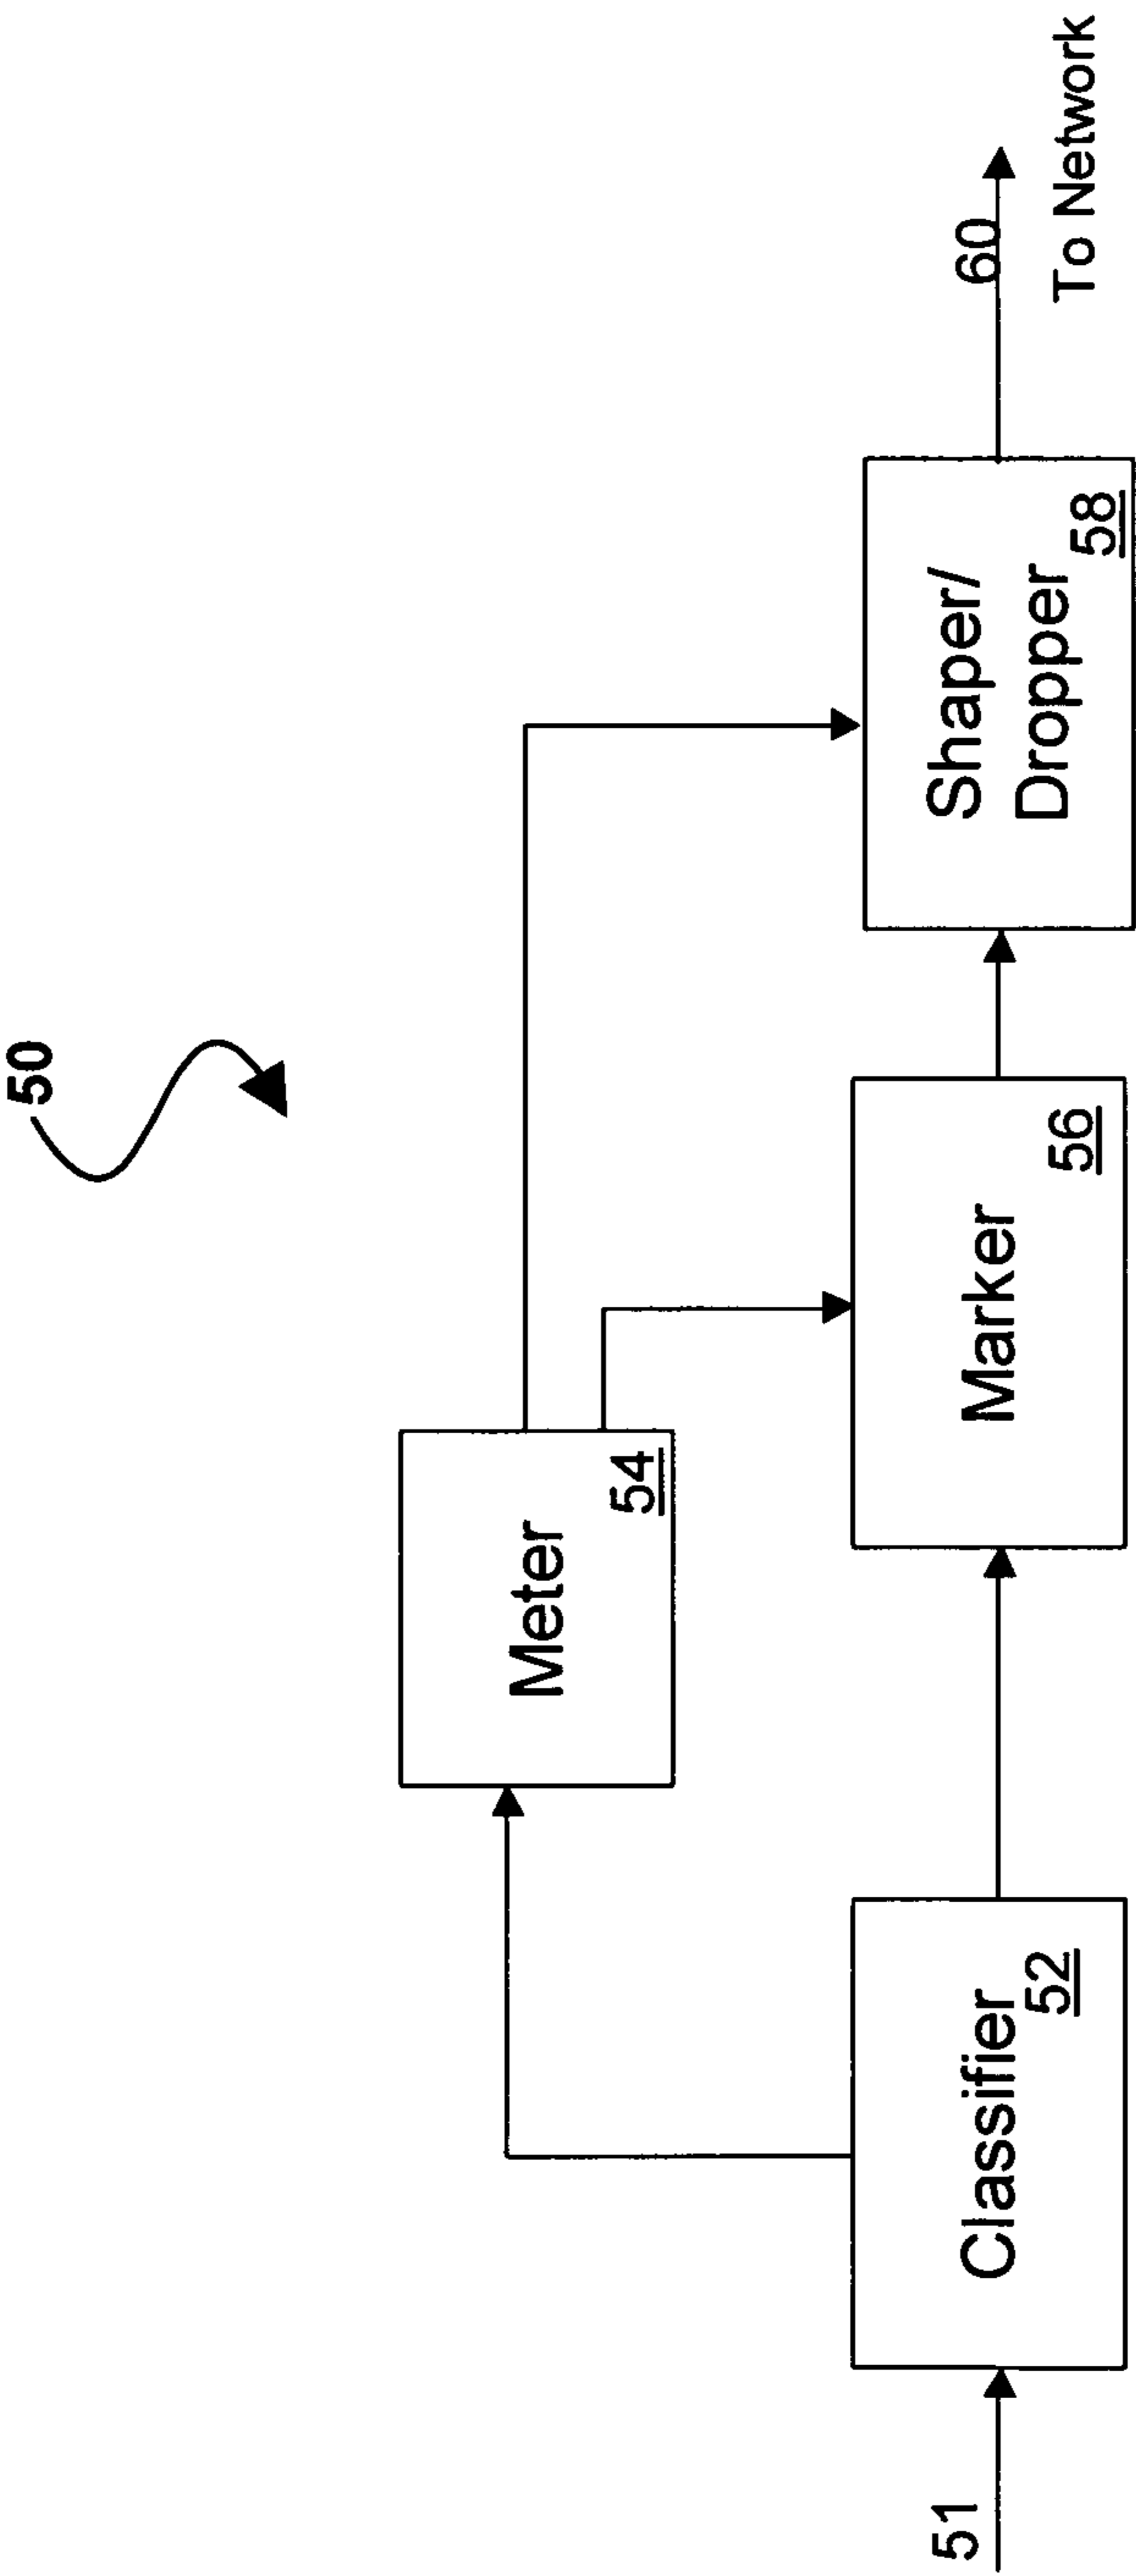 50
Meter
54
51
Classifier
52
Marker
56
Shaper/
Dropper
58
60
To Network